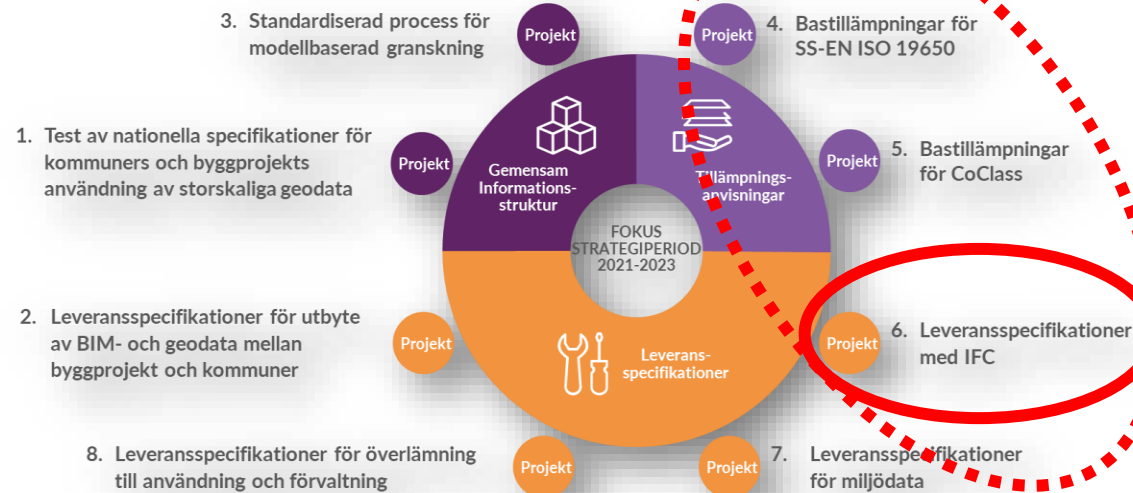 3. Standardiserad process för
modellbaserad granskning
Projekt
Projekt
4. Bastillämpningar för
SS-EN ISO 19650
1. Test av nationella specifikationer för
kommuners och byggprojekts
användning av storskaliga geodata
Projekt
Gemensam
Informations-
struktur
Tillämpnings-
anvisningar
Projekt
5. Bastillämpningar
för CoClass
FOKUS
STRATEGIPERIOD
2021-2023
2. Leveransspecifikationer för utbyte
av BIM- och geodata mellan
byggprojekt och kommuner
Projekt
Leverans-
specifikationer
Projekt
6. Leveransspecifikationer
med IFC
8. Leveransspecifikationer för överlämning
till användning och förvaltning
Projekt
Projekt
7. Leveransspecifikationer
för miljödata